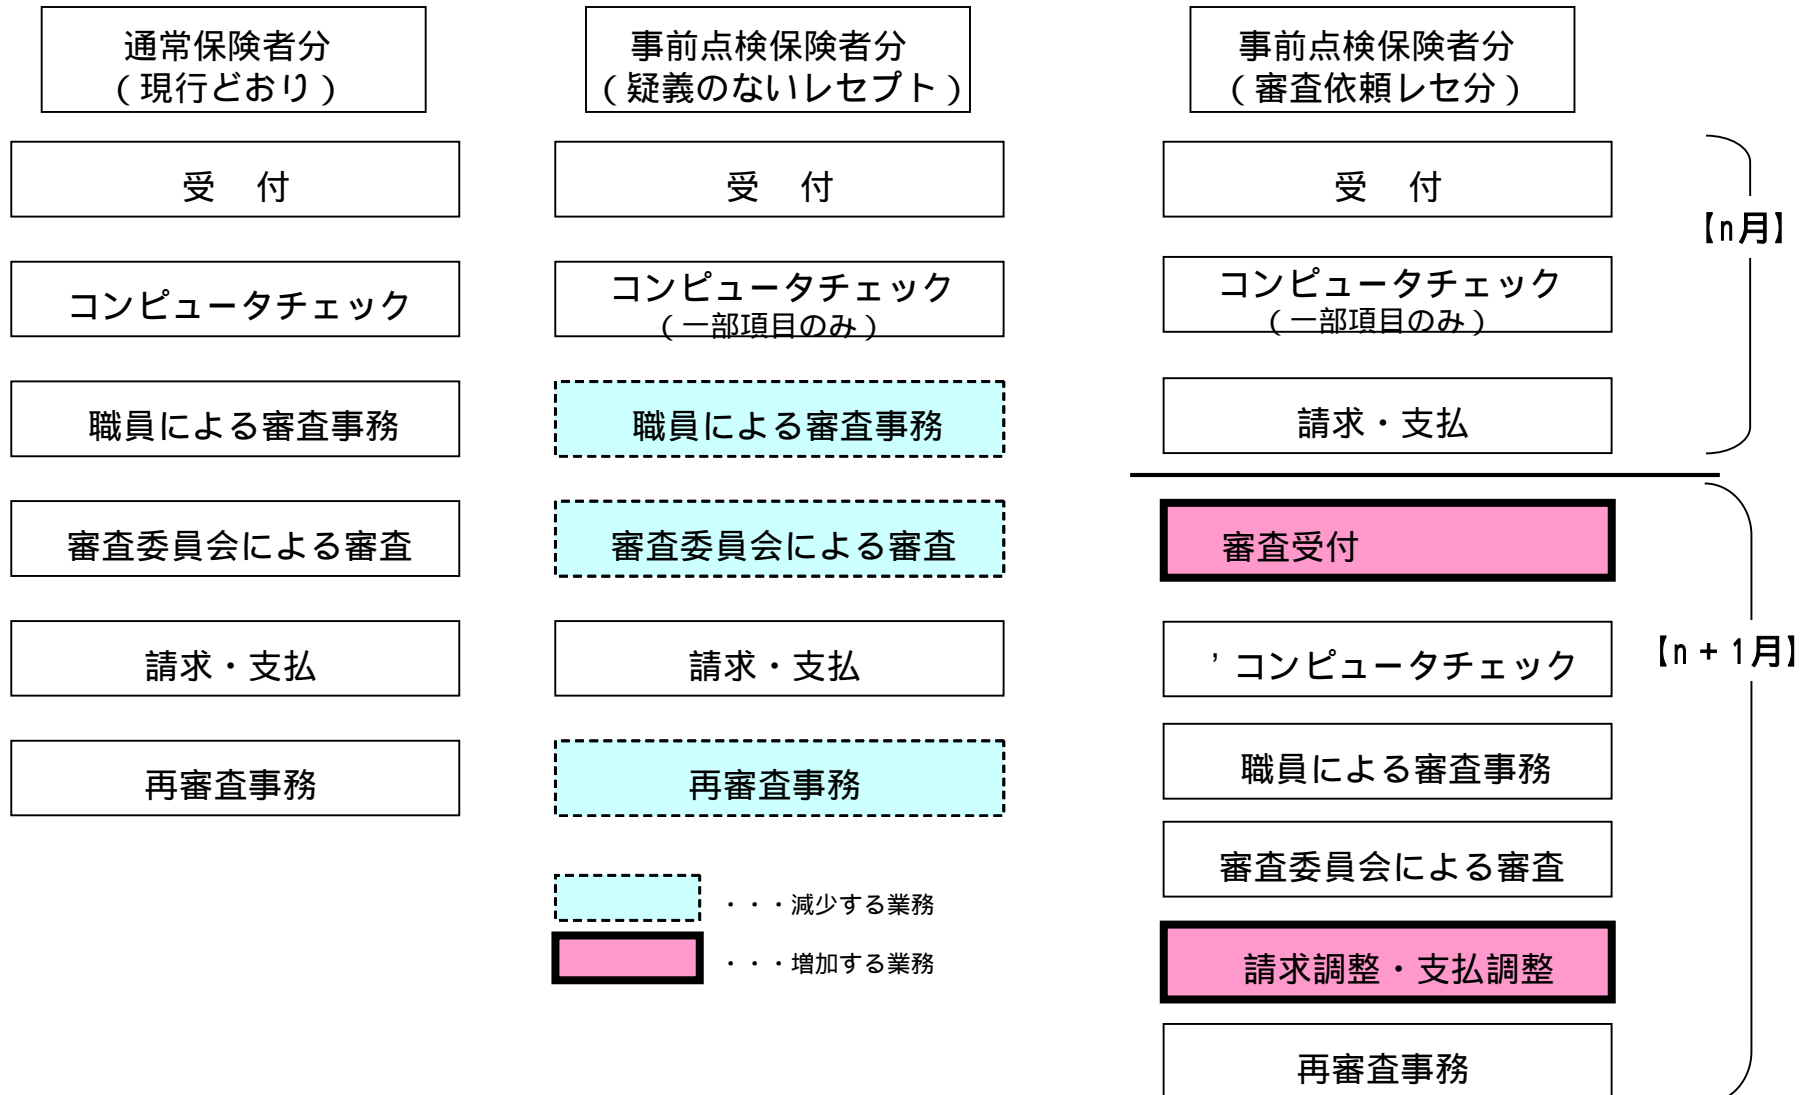 通常保険者分
（現行どおり）
受　付
コンピュータチェック
職員による審査事務
審査委員会による審査
請求・支払
再審査事務
事前点検保険者分
（疑義のないレセプト）
受　付
コンピュータチェック
（一部項目のみ）
職員による審査事務
審査委員会による審査
請求・支払
再審査事務
・・・減少する業務
・・・増加する業務
事前点検保険者分
（審査依頼レセ分）
受　付
コンピュータチェック
（一部項目のみ）
請求・支払
【n月】
審査受付
’コンピュータチェック
職員による審査事務
審査委員会による審査
請求調整・支払調整
再審査事務
【n+1月】